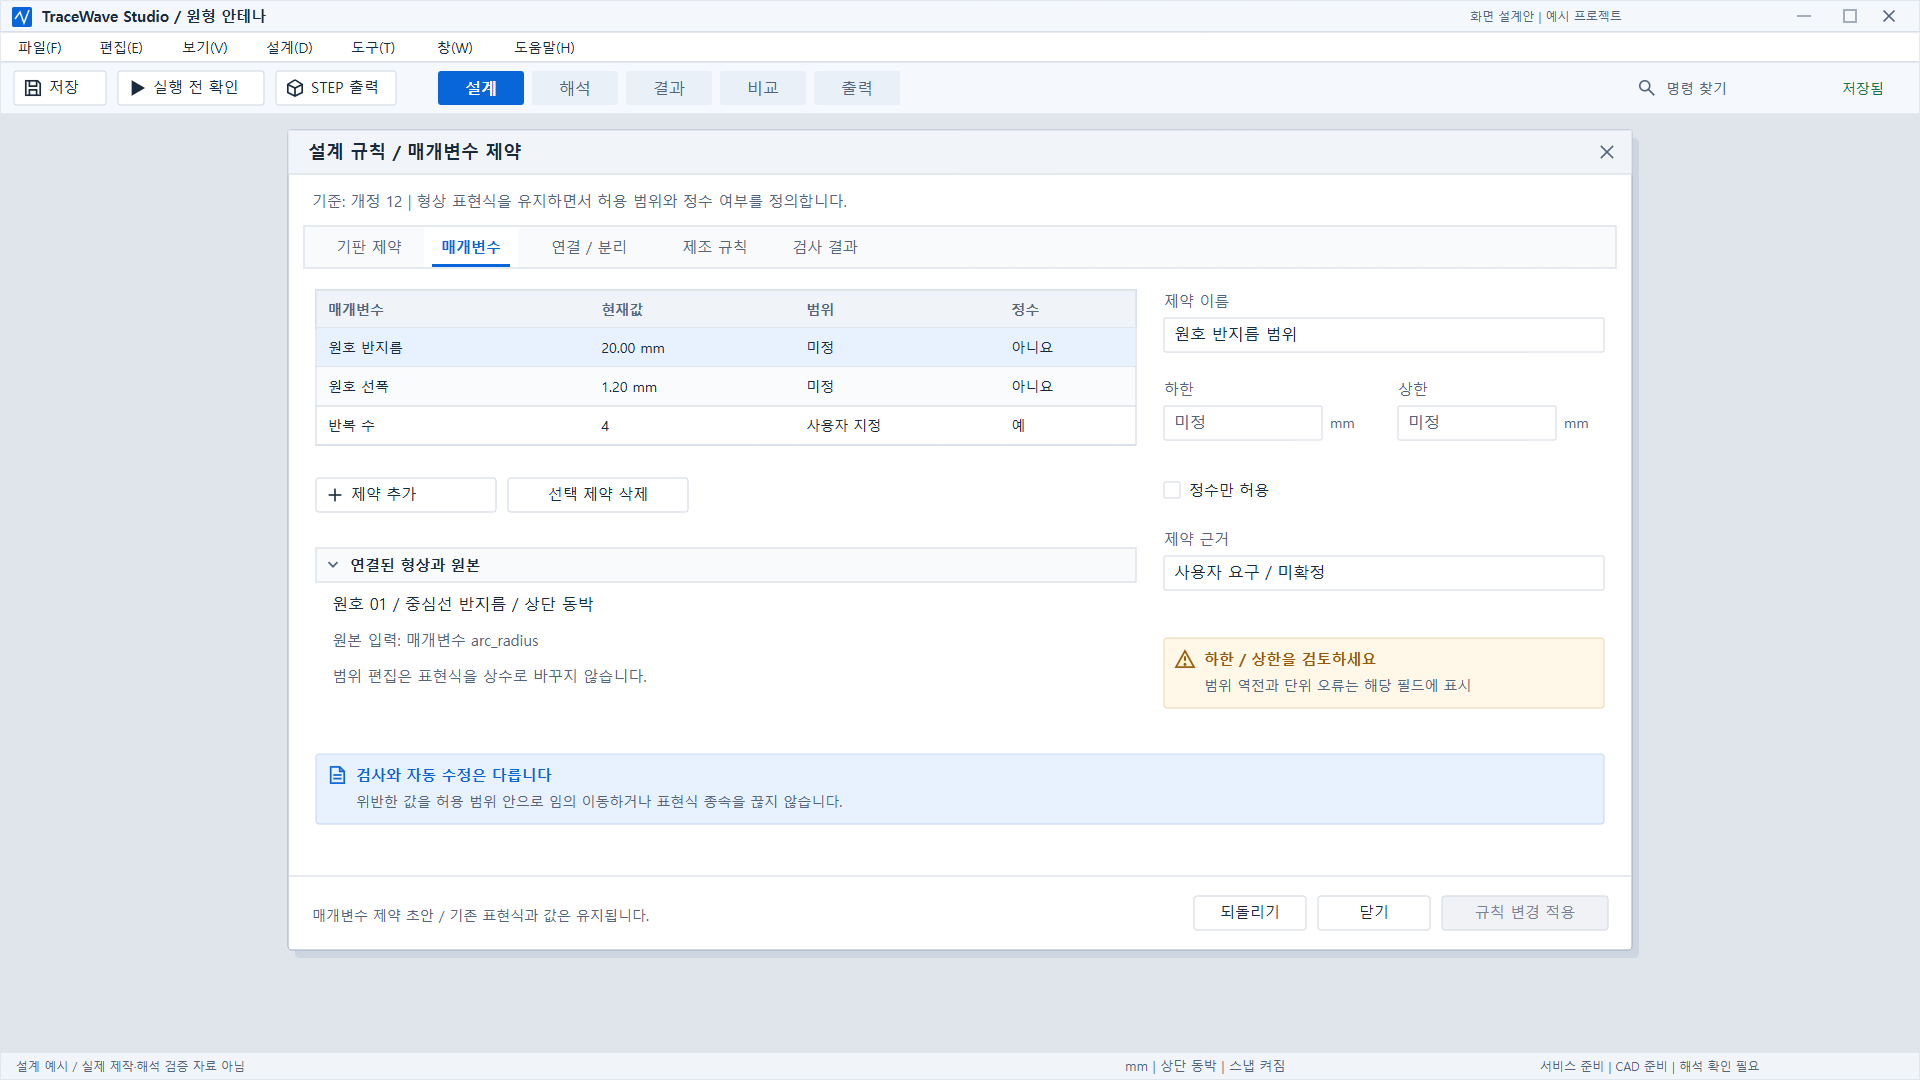 TraceWave Studio / 원형 안테나
화면 설계안 | 예시 프로젝트
파일(F) 편집(E) 보기(V) 설계(D) 도구(T) 창(W) 도움말(H)
저장 실행 전 확인 STEP 출력 설계 해석 결과 비교 출력 명령 찾기 저장됨
설계 규칙 / 매개변수 제약
기준: 개정 12 | 형상 표현식을 유지하면서 허용 범위와 정수 여부를 정의합니다.
기판 제약 매개변수 연결 / 분리 제조 규칙 검사 결과
매개변수 현재값 범위 정수
원호 반지름 20.00 mm 미정 아니요
원호 선폭 1.20 mm 미정 아니요
반복 수 4 사용자 지정 예
제약 추가 선택 제약 삭제
연결된 형상과 원본
원호 01 / 중심선 반지름 / 상단 동박
원본 입력: 매개변수 arc_radius
범위 편집은 표현식을 상수로 바꾸지 않습니다.
제약 이름
원호 반지름 범위
하한 상한
미정 mm 미정 mm
정수만 허용
제약 근거
사용자 요구 / 미확정
하한 / 상한을 검토하세요
범위 역전과 단위 오류는 해당 필드에 표시
검사와 자동 수정은 다릅니다
위반한 값을 허용 범위 안으로 임의 이동하거나 표현식 종속을 끊지 않습니다.
매개변수 제약 초안 / 기존 표현식과 값은 유지됩니다.
되돌리기 닫기 규칙 변경 적용
설계 예시 / 실제 제작·해석 검증 자료 아님
mm | 상단 동박 | 스냅 켜짐
서비스 준비 | CAD 준비 | 해석 확인 필요